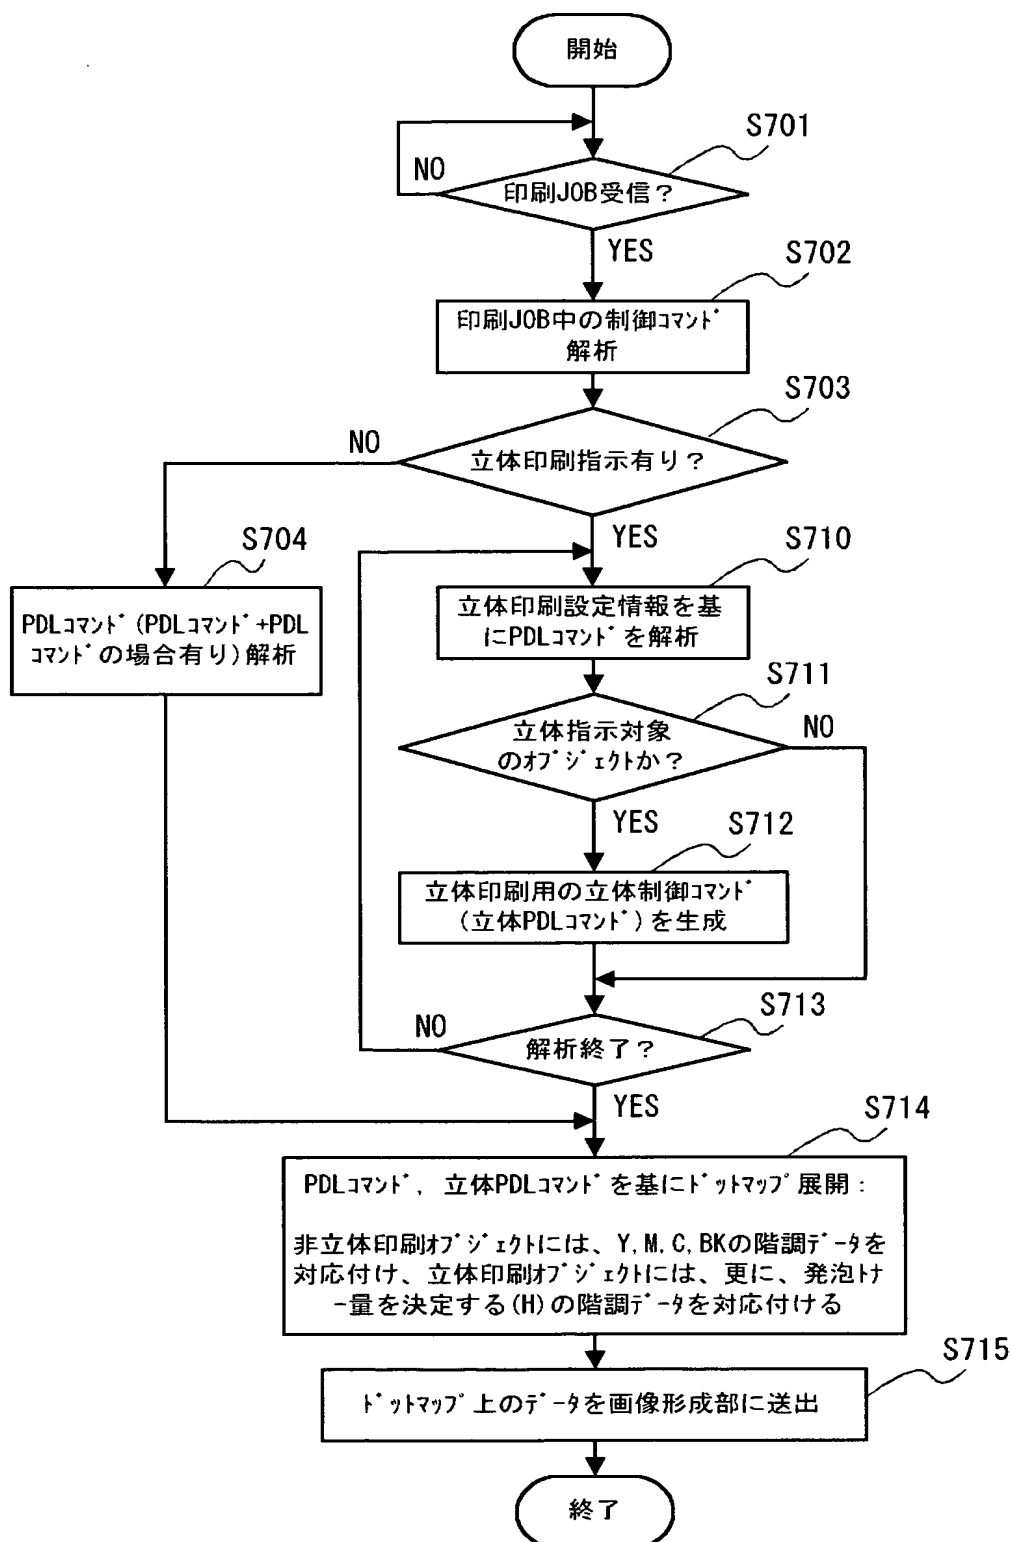 開始
S701
NO
印刷JOB受信?
YES
S702
印刷JOB中の制御ｺﾏﾝﾄﾞ
解析
S703
NO
立体印刷指示有り?
YES
S704
PDLｺﾏﾝﾄﾞ(PDLｺﾏﾝﾄﾞ+PDL
ｺﾏﾝﾄﾞの場合有り)解析
S710
立体印刷設定情報を基
にPDLｺﾏﾝﾄﾞを解析
S711
立体指示対象
のｵﾌﾞｼﾞｪｸﾄか?
NO
YES
S712
立体印刷用の立体制御ｺﾏﾝﾄﾞ
(立体PDLｺﾏﾝﾄﾞ)を生成
S713
NO
解析終了?
YES
S714
PDLｺﾏﾝﾄﾞ, 立体PDLｺﾏﾝﾄﾞを基にﾄﾞｯﾄﾏｯﾌﾟ展開:
非立体印刷ｵﾌﾞｼﾞｪｸﾄには、Y,M,C,BKの階調ﾃﾞｰﾀを
対応付け、立体印刷ｵﾌﾞｼﾞｪｸﾄには、更に、発泡ﾄﾅ
ｰ量を決定する(H)の階調ﾃﾞｰﾀを対応付ける
S715
ﾄﾞｯﾄﾏｯﾌﾟ上のﾃﾞｰﾀを画像形成部に送出
終了